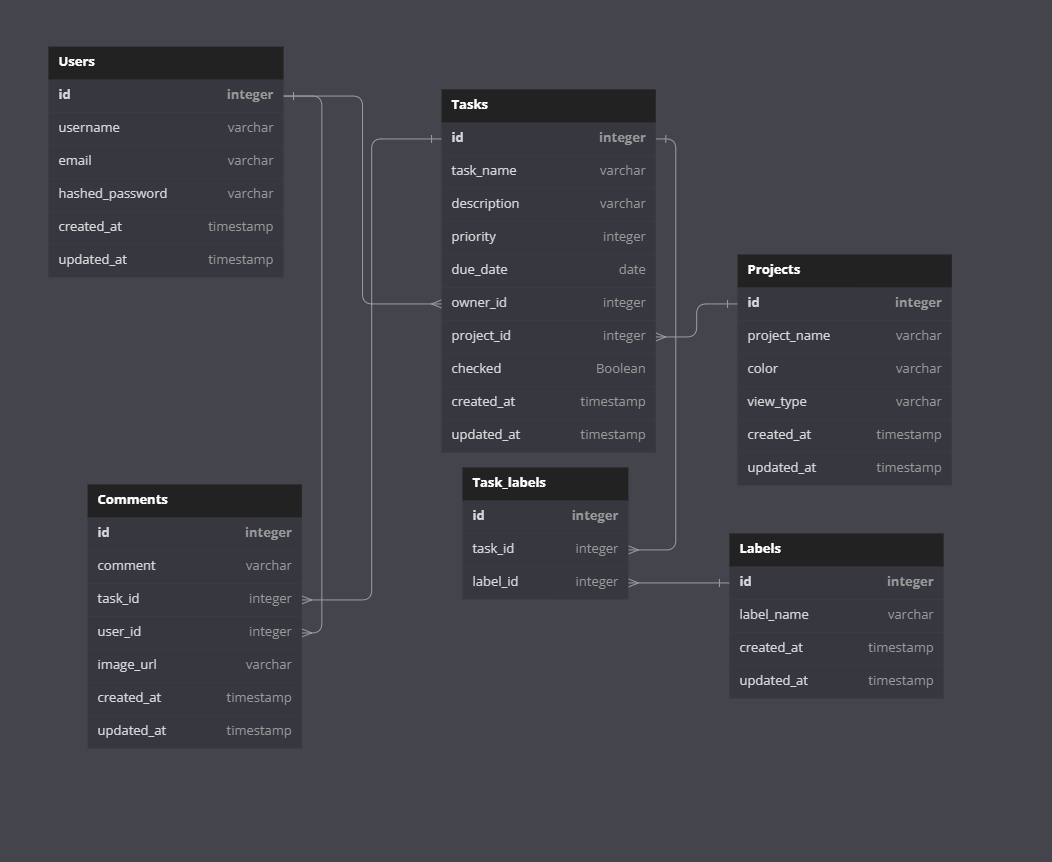 Users
id integer
username varchar
email varchar
hashed_password varchar
created_at timestamp
updated_at timestamp
Tasks
id integer
task_name varchar
description varchar
priority integer
due_date date
owner_id integer
project_id integer
checked Boolean
created_at timestamp
updated_at timestamp
Projects
id integer
project_name varchar
color varchar
view_type varchar
created_at timestamp
updated_at timestamp
Comments
id integer
comment varchar
task_id integer
user_id integer
image_url varchar
created_at timestamp
updated_at timestamp
Task_labels
id integer
task_id integer
label_id integer
Labels
id integer
label_name varchar
created_at timestamp
updated_at timestamp